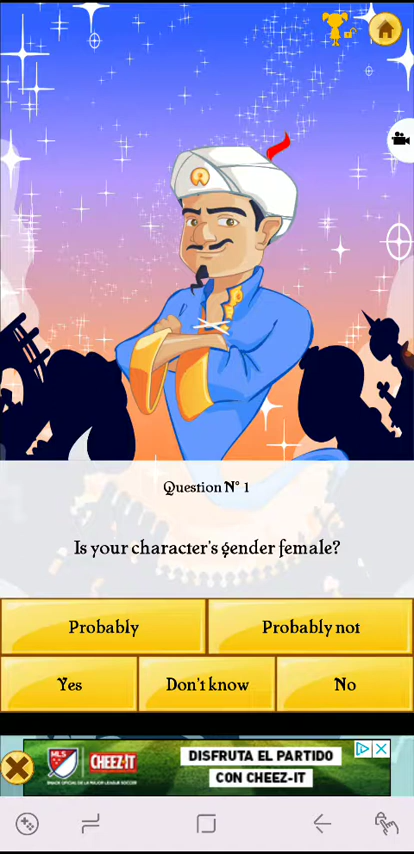 Question N° 1
Is your character's gender female?
Probably
Probably not
Yes
Don't know
No
MLS
CHEEZ-IT
DISFRUTA EL PARTIDO
CON CHEEZ-IT